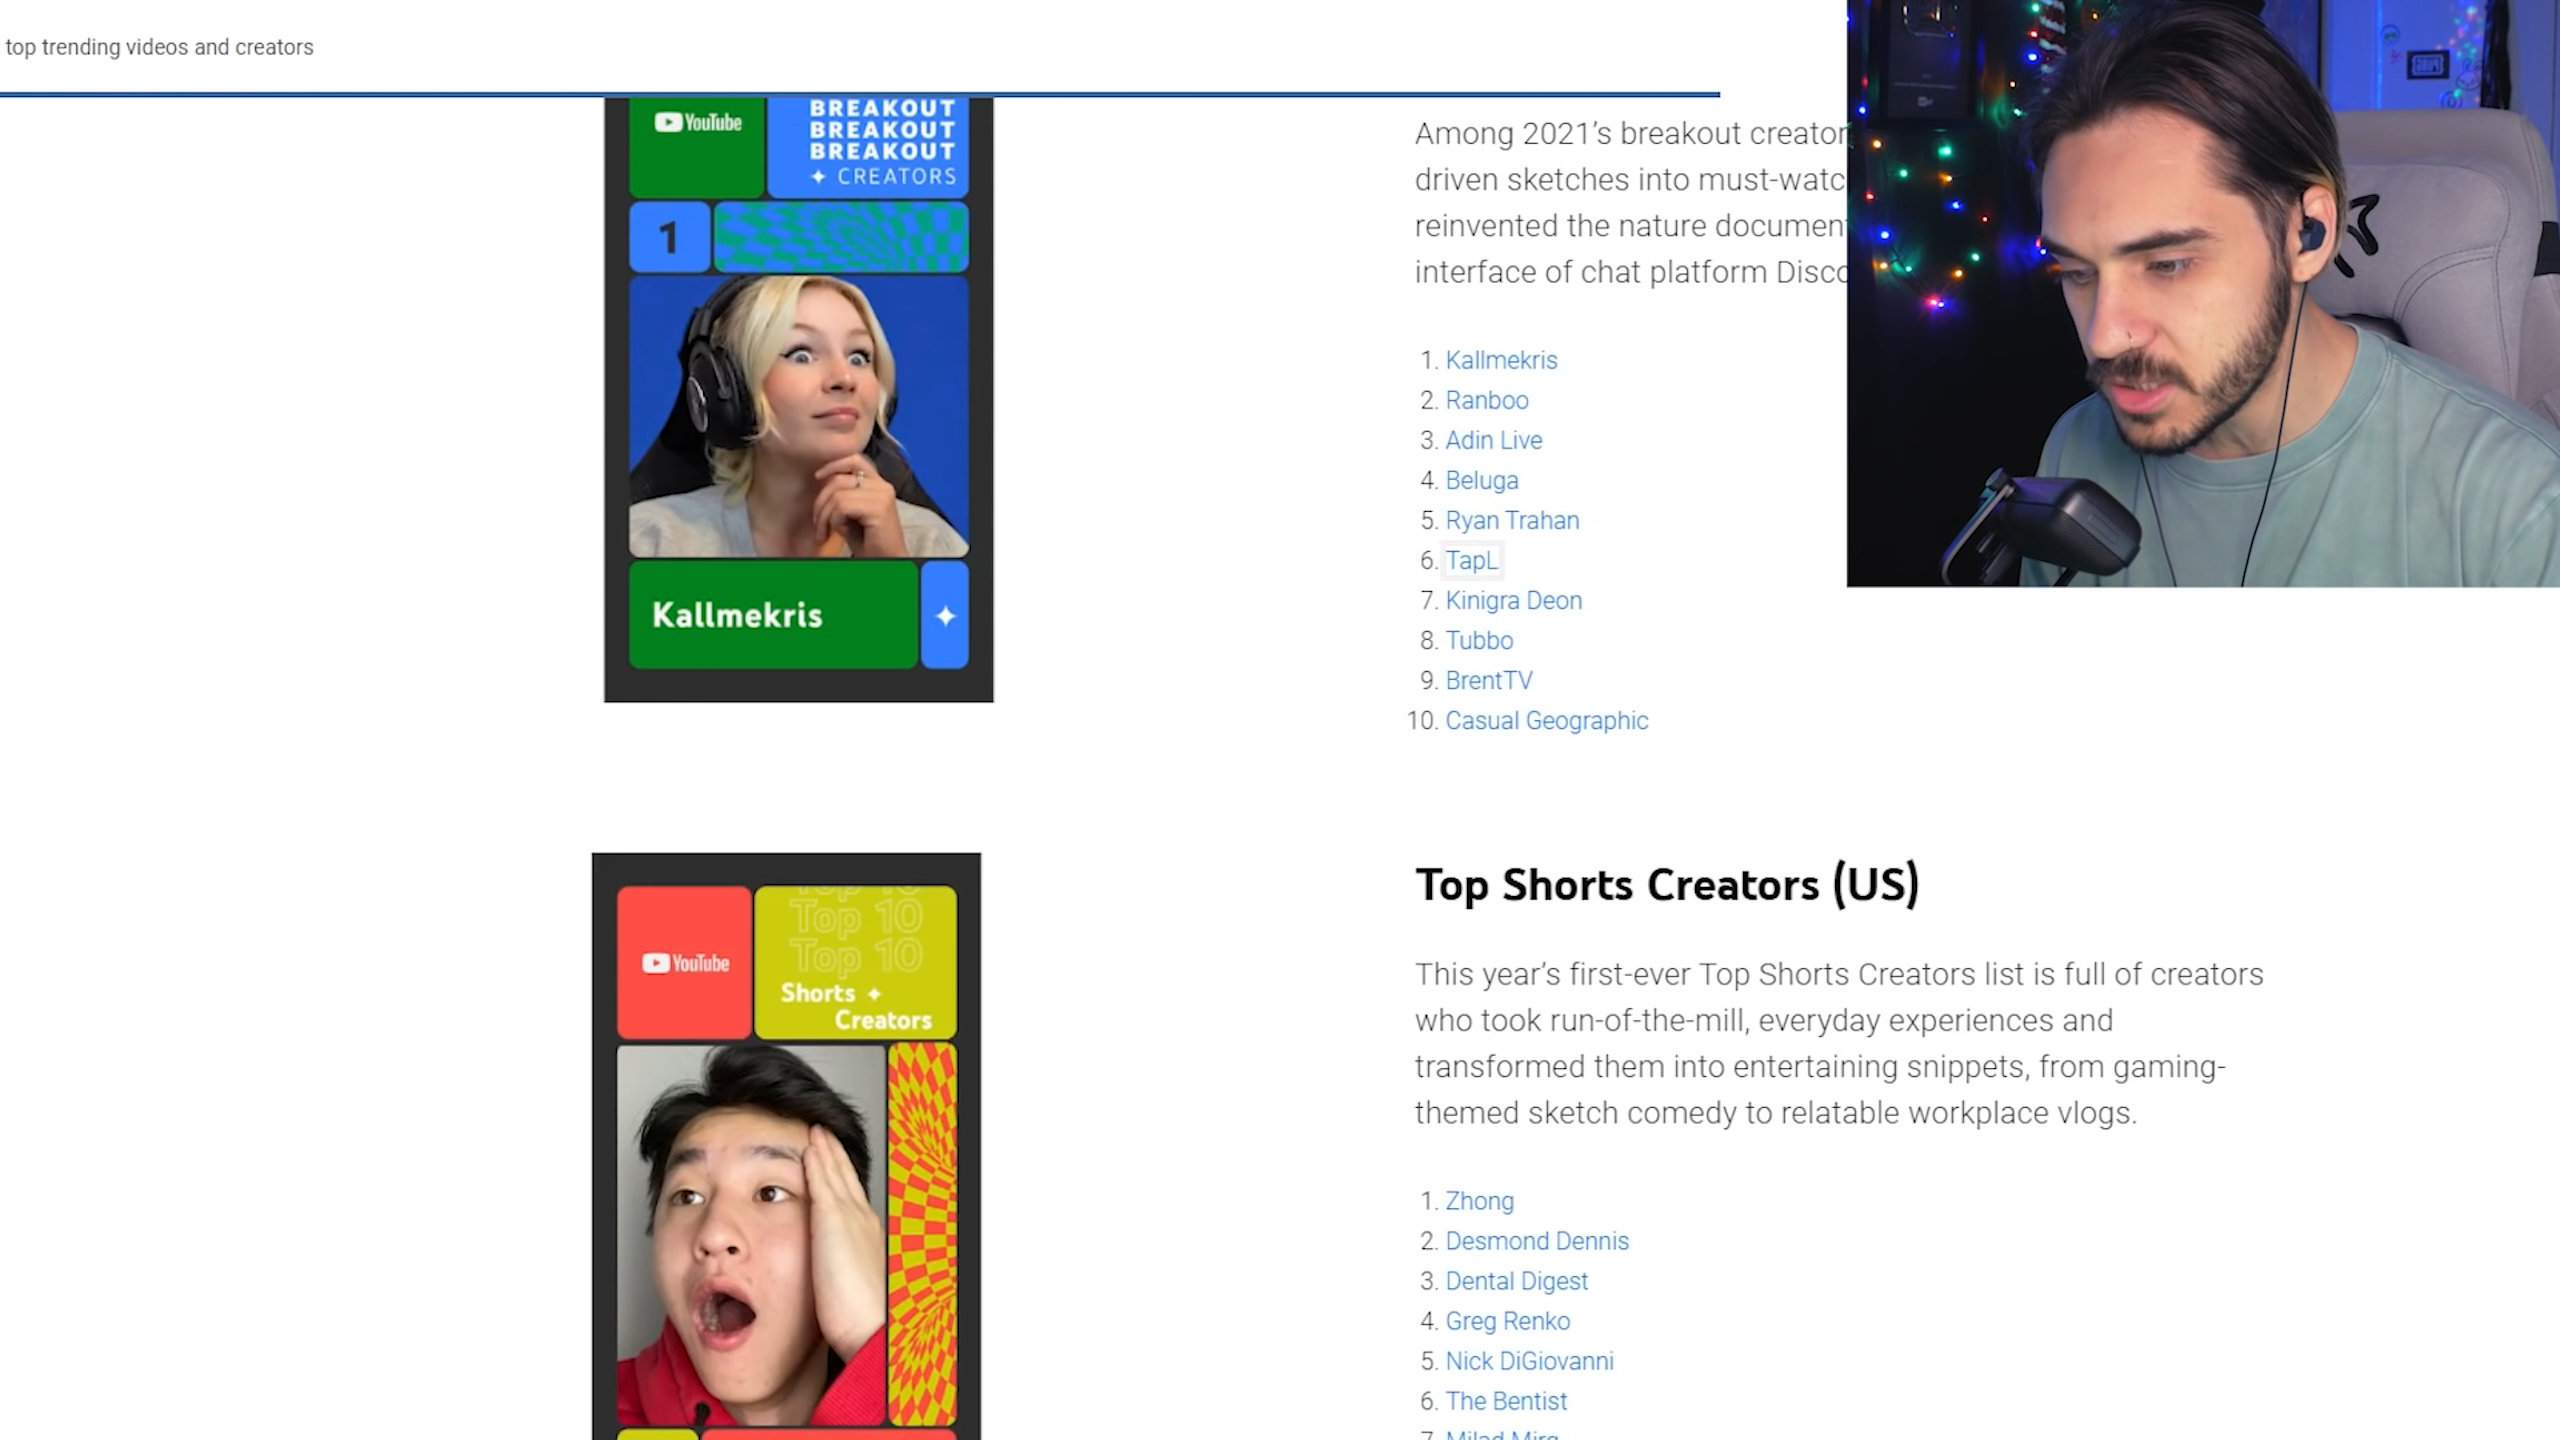 top trending videos and creators
YouTube
BREAKOUT
BREAKOUT
BREAKOUT
CREATORS
1
Kallmekris
Among 2021’s breakout creator
driven sketches into must-watc
reinvented the nature documen
interface of chat platform Disco
1. Kallmekris
2. Ranboo
3. Adin Live
4. Beluga
5. Ryan Trahan
6. TapL
7. Kinigra Deon
8. Tubbo
9. BrentTV
10. Casual Geographic
YouTube
Top 10
Top 10
Top 10
Shorts
Creators
Top Shorts Creators (US)
This year’s first-ever Top Shorts Creators list is full of creators
who took run-of-the-mill, everyday experiences and
transformed them into entertaining snippets, from gaming-
themed sketch comedy to relatable workplace vlogs.
1. Zhong
2. Desmond Dennis
3. Dental Digest
4. Greg Renko
5. Nick DiGiovanni
6. The Bentist
7. Milad Mirg